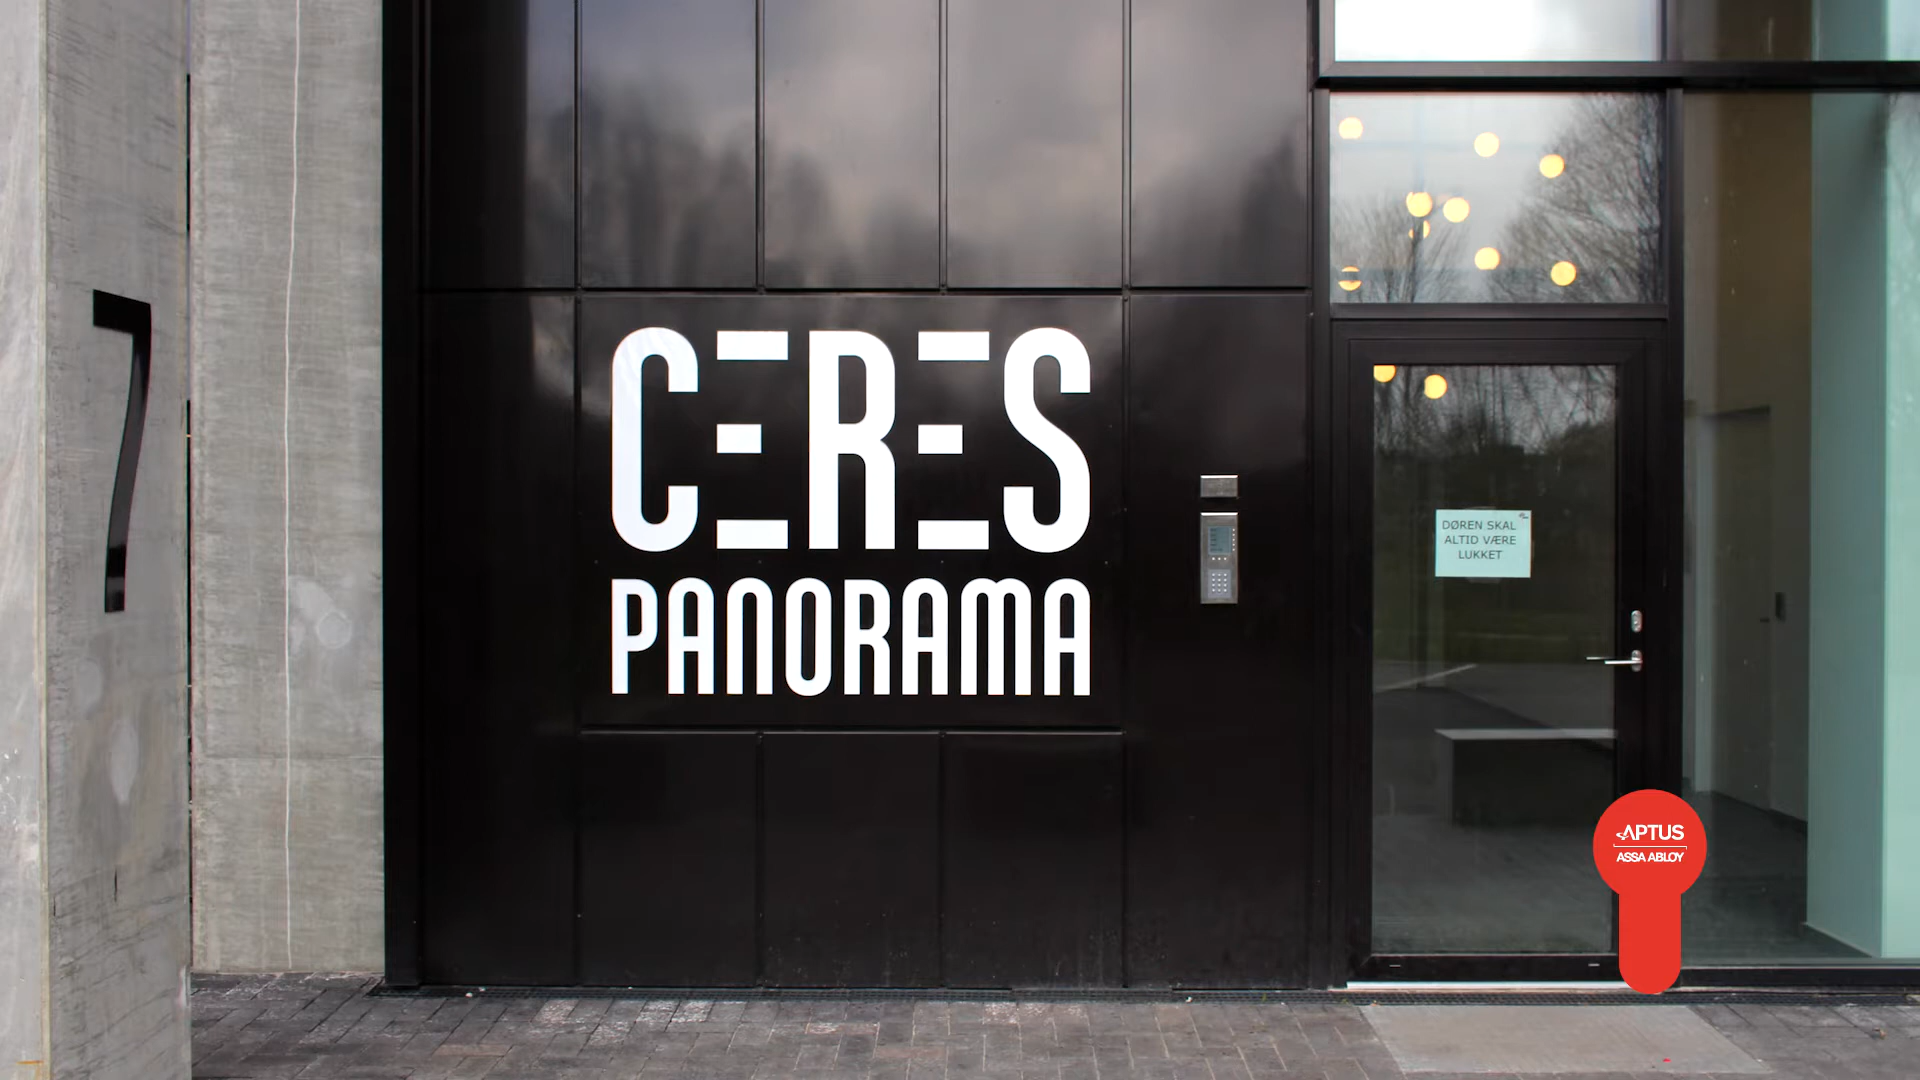 7
CERES
PANORAMA
DØREN SKAL
ALTID VÆRE
LUKKET
APTUS
ASSA ABLOY